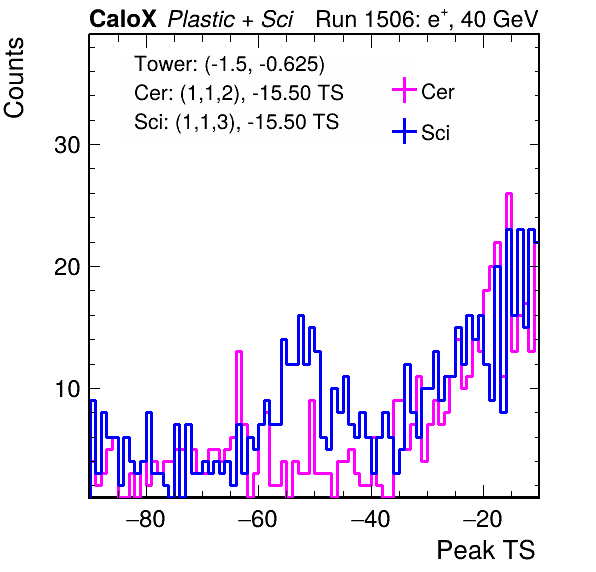 CaloX Plastic + Sci Run 1506: e+, 40 GeV
Counts
Tower: (-1.5, -0.625)
Cer: (1,1,2), -15.50 TS
Sci: (1,1,3), -15.50 TS
Cer
Sci
30
20
10
−80 −60 −40 −20
Peak TS